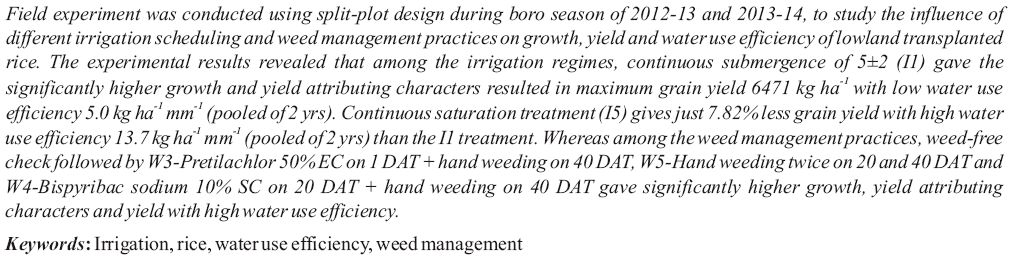 Field experiment was conducted using split-plot design during boro season of 2012-13 and 2013-14, to study the influence of
different irrigation scheduling and weed management practices on growth, yield and water use efficiency of lowland transplanted
rice. The experimental results revealed that among the irrigation regimes, continuous submergence of 5±2 (I1) gave the
significantly higher growth and yield attributing characters resulted in maximum grain yield 6471 kg ha⁻¹ with low water use
efficiency 5.0 kg ha⁻¹ mm⁻¹ (pooled of 2 yrs). Continuous saturation treatment (I5) gives just 7.82% less grain yield with high water
use efficiency 13.7 kg ha⁻¹ mm⁻¹ (pooled of 2 yrs) than the I1 treatment. Whereas among the weed management practices, weed-free
check followed by W3-Pretilachlor 50% EC on 1 DAT + hand weeding on 40 DAT, W5-Hand weeding twice on 20 and 40 DAT and
W4-Bispyribac sodium 10% SC on 20 DAT + hand weeding on 40 DAT gave significantly higher growth, yield attributing
characters and yield with high water use efficiency.
Keywords: Irrigation, rice, water use efficiency, weed management